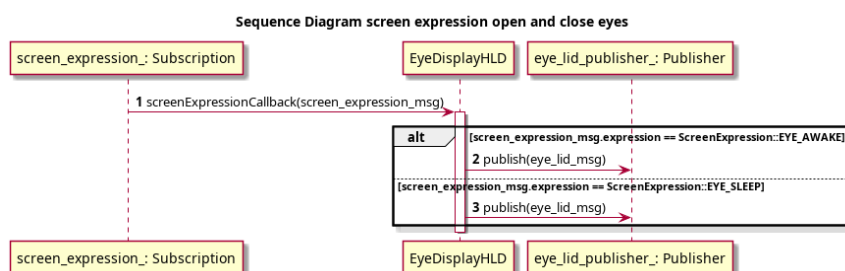 Sequence Diagram screen expression open and close eyes
screen_expression_: Subscription
EyeDisplayHLD
eye_lid_publisher_: Publisher
1 screenExpressionCallback(screen_expression_msg)
alt [screen_expression_msg.expression == ScreenExpression::EYE_AWAKE]
2 publish(eye_lid_msg)
[screen_expression_msg.expression == ScreenExpression::EYE_SLEEP]
3 publish(eye_lid_msg)
screen_expression_: Subscription
EyeDisplayHLD
eye_lid_publisher_: Publisher